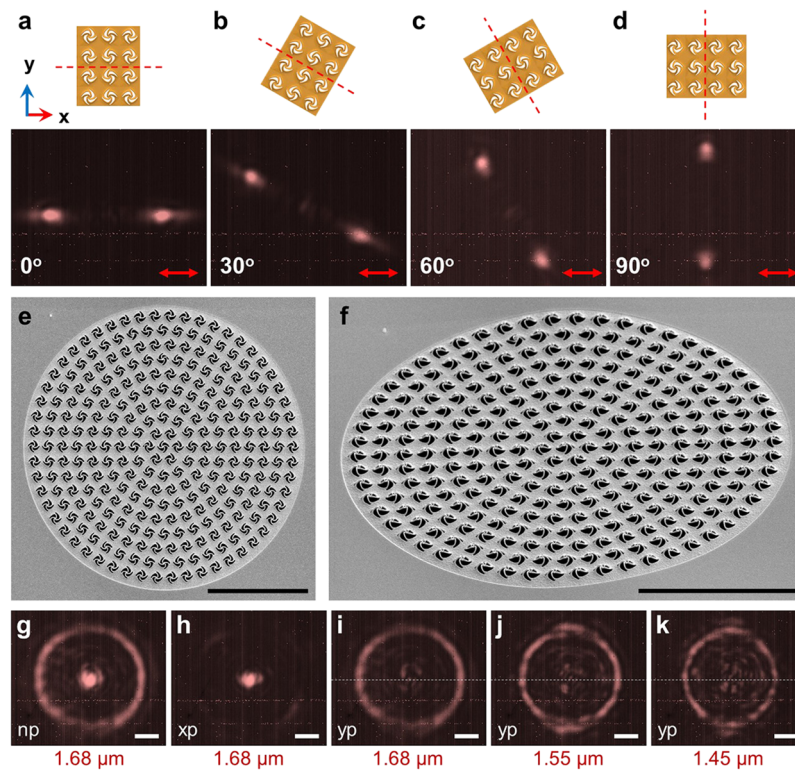 a b c d
y
x
0° 30° 60° 90°
e f
g h i j k
np xp yp yp yp
1.68 µm 1.68 µm 1.68 µm 1.55 µm 1.45 µm